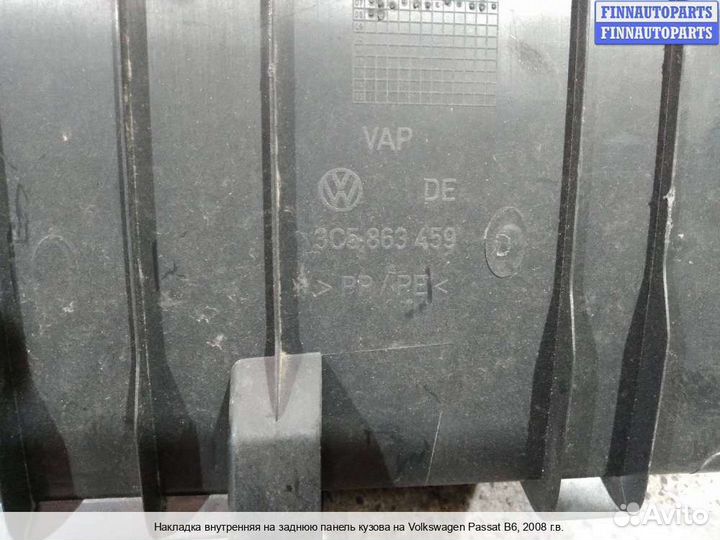 FINNAUTOPARTS
FINNAUTOPARTS
VAP
DE
3C5 863 459
> PP / PE <
Накладка внутренняя на заднюю панель кузова на Volkswagen Passat B6, 2008 г.в.
Avito